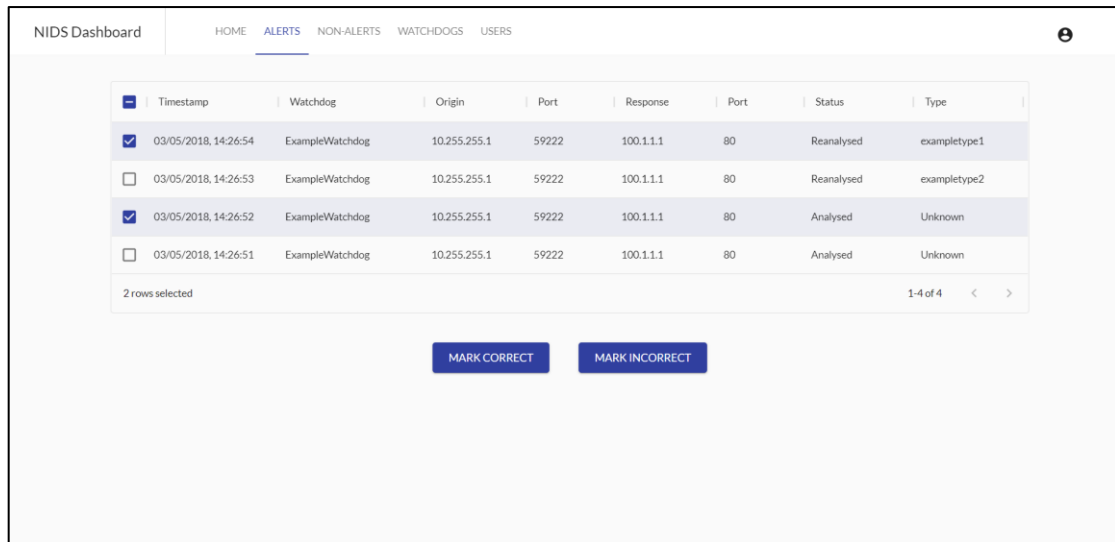 NIDS Dashboard HOME ALERTS NON-ALERTS WATCHDOGS USERS
Timestamp Watchdog Origin Port Response Port Status Type
03/05/2018, 14:26:54 ExampleWatchdog 10.255.255.1 59222 100.1.1.1 80 Reanalysed exampletype1
03/05/2018, 14:26:53 ExampleWatchdog 10.255.255.1 59222 100.1.1.1 80 Reanalysed exampletype2
03/05/2018, 14:26:52 ExampleWatchdog 10.255.255.1 59222 100.1.1.1 80 Analysed Unknown
03/05/2018, 14:26:51 ExampleWatchdog 10.255.255.1 59222 100.1.1.1 80 Analysed Unknown
2 rows selected 1-4 of 4
MARK CORRECT MARK INCORRECT